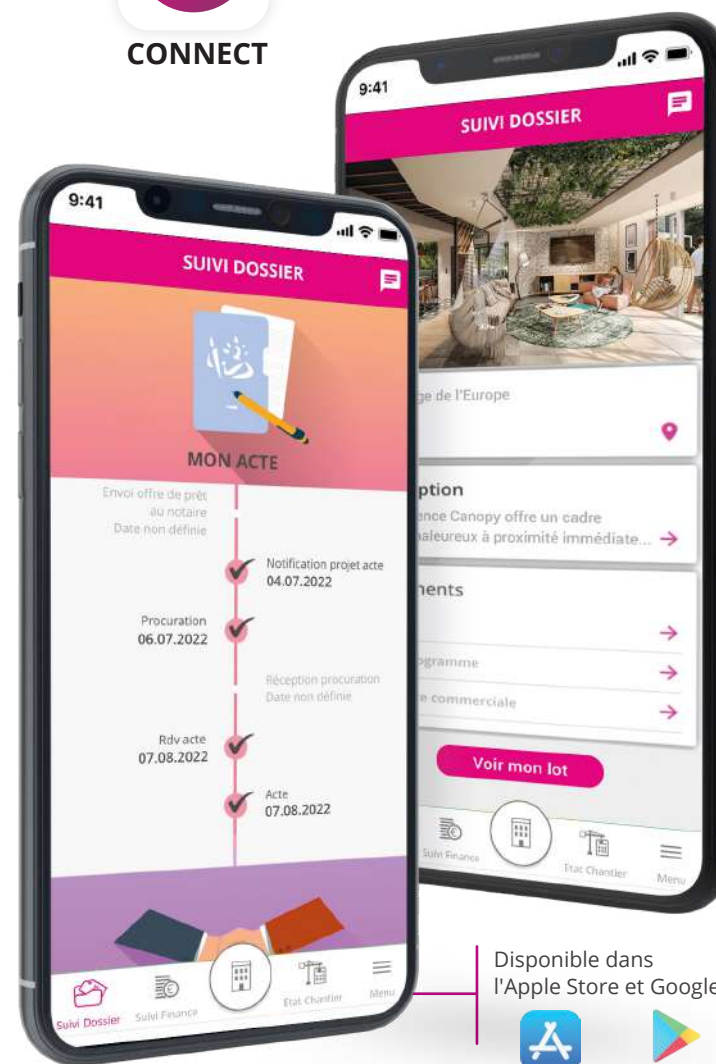 CONNECT
9:41
SUIVI DOSSIER
MON ACTE
Envoi offre de prêt
au notaire
Date non définie
Notification projet acte
04.07.2022
Procuration
06.07.2022
Réception procuration
Date non définie
Rdv acte
07.08.2022
Acte
07.08.2022
Suivi Dossier
Suivi Finance
Etat Chantier
Menu
9:41
SUIVI DOSSIER
ge de l'Europe
ption
ence Canopy offre un cadre
aleureux à proximité immédiate...
ments
ogramme
e commerciale
Voir mon lot
Suivi Finance
Etat Chantier
Menu
Disponible dans
l'Apple Store et Google